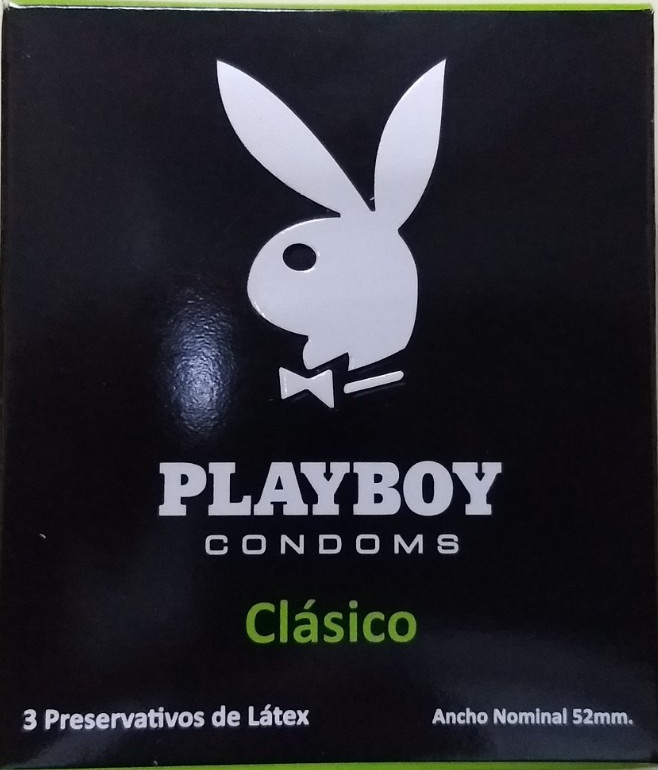 PLAYBOY
CONDOMS
Clásico
3 Preservativos de Látex
Ancho Nominal 52mm.